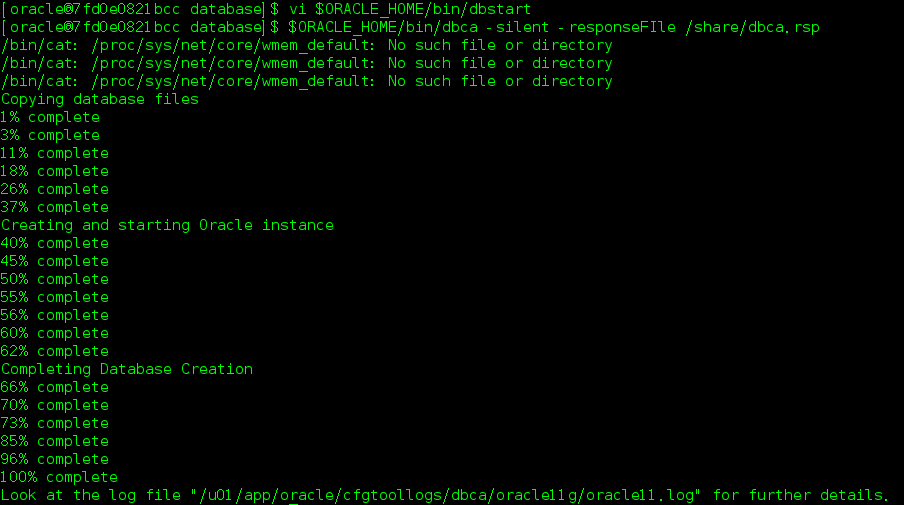 [oracle@7fd0e0821bcc database]$ vi $ORACLE_HOME/bin/dbstart
[oracle@7fd0e0821bcc database]$ $ORACLE_HOME/bin/dbca -silent -responseFIle /share/dbca.rsp
/bin/cat: /proc/sys/net/core/wmem_default: No such file or directory
/bin/cat: /proc/sys/net/core/wmem_default: No such file or directory
/bin/cat: /proc/sys/net/core/wmem_default: No such file or directory
Copying database files
1% complete
3% complete
11% complete
18% complete
26% complete
37% complete
Creating and starting Oracle instance
40% complete
45% complete
50% complete
55% complete
56% complete
60% complete
62% complete
Completing Database Creation
66% complete
70% complete
73% complete
85% complete
96% complete
100% complete
Look at the log file "/u01/app/oracle/cfgtoollogs/dbca/oracle11g/oracle11.log" for further details.